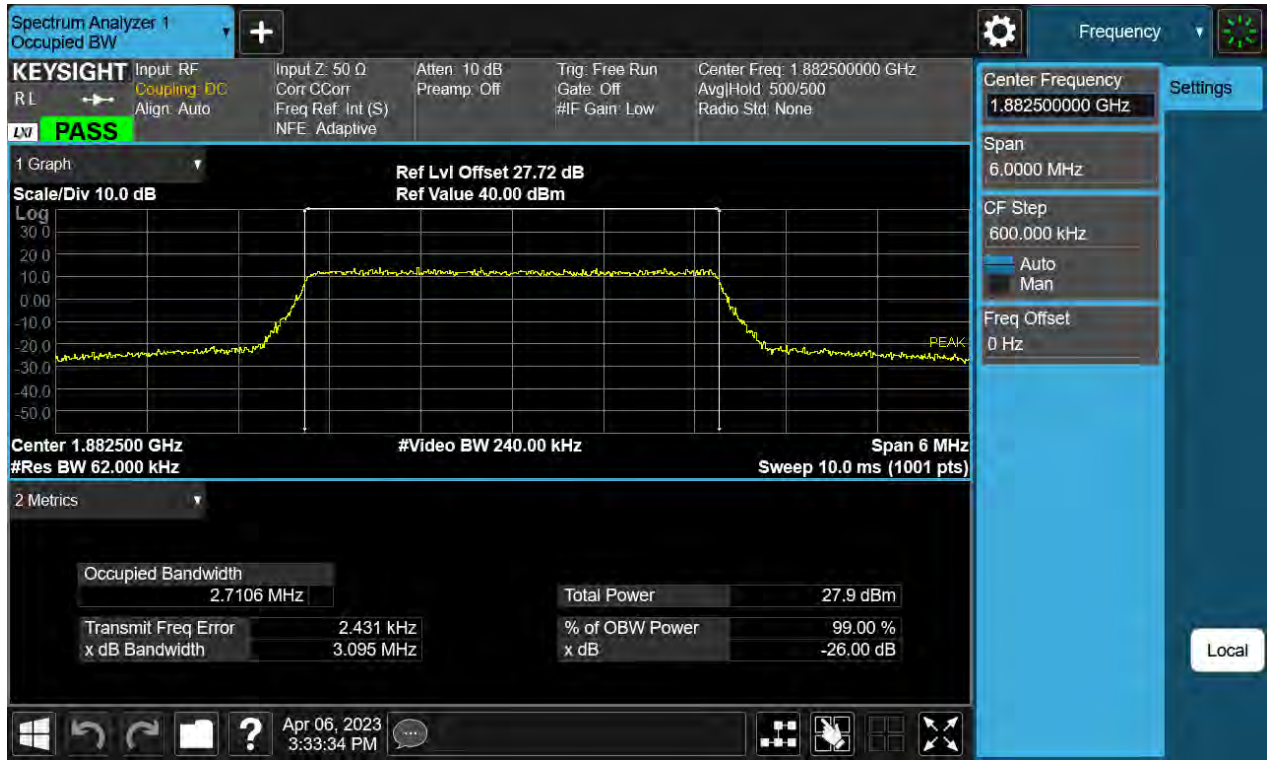 Spectrum Analyzer 1
Occupied BW
+
Frequency
KEYSIGHT
RL
LXI
PASS
Input: RF
Coupling: DC
Align: Auto
Input Z: 50 Ω
Corr CCorr
Freq Ref: Int (S)
NFE: Adaptive
Atten: 10 dB
Preamp: Off
Trig: Free Run
Gate: Off
#IF Gain: Low
Center Freq: 1.882500000 GHz
Avg|Hold: 500/500
Radio Std: None
Center Frequency
1.882500000 GHz
Settings
Span
6.0000 MHz
CF Step
600.000 kHz
Auto
Man
Freq Offset
0 Hz
1 Graph
Scale/Div 10.0 dB
Ref Lvl Offset 27.72 dB
Ref Value 40.00 dBm
Log
30.0
20.0
10.0
0.00
-10.0
-20.0
-30.0
-40.0
-50.0
PEAK
Center 1.882500 GHz
#Res BW 62.000 kHz
#Video BW 240.00 kHz
Span 6 MHz
Sweep 10.0 ms (1001 pts)
2 Metrics
Occupied Bandwidth
2.7106 MHz
Total Power 27.9 dBm
Transmit Freq Error 2.431 kHz
% of OBW Power 99.00 %
x dB Bandwidth 3.095 MHz
x dB -26.00 dB
Local
?
Apr 06, 2023
3:33:34 PM